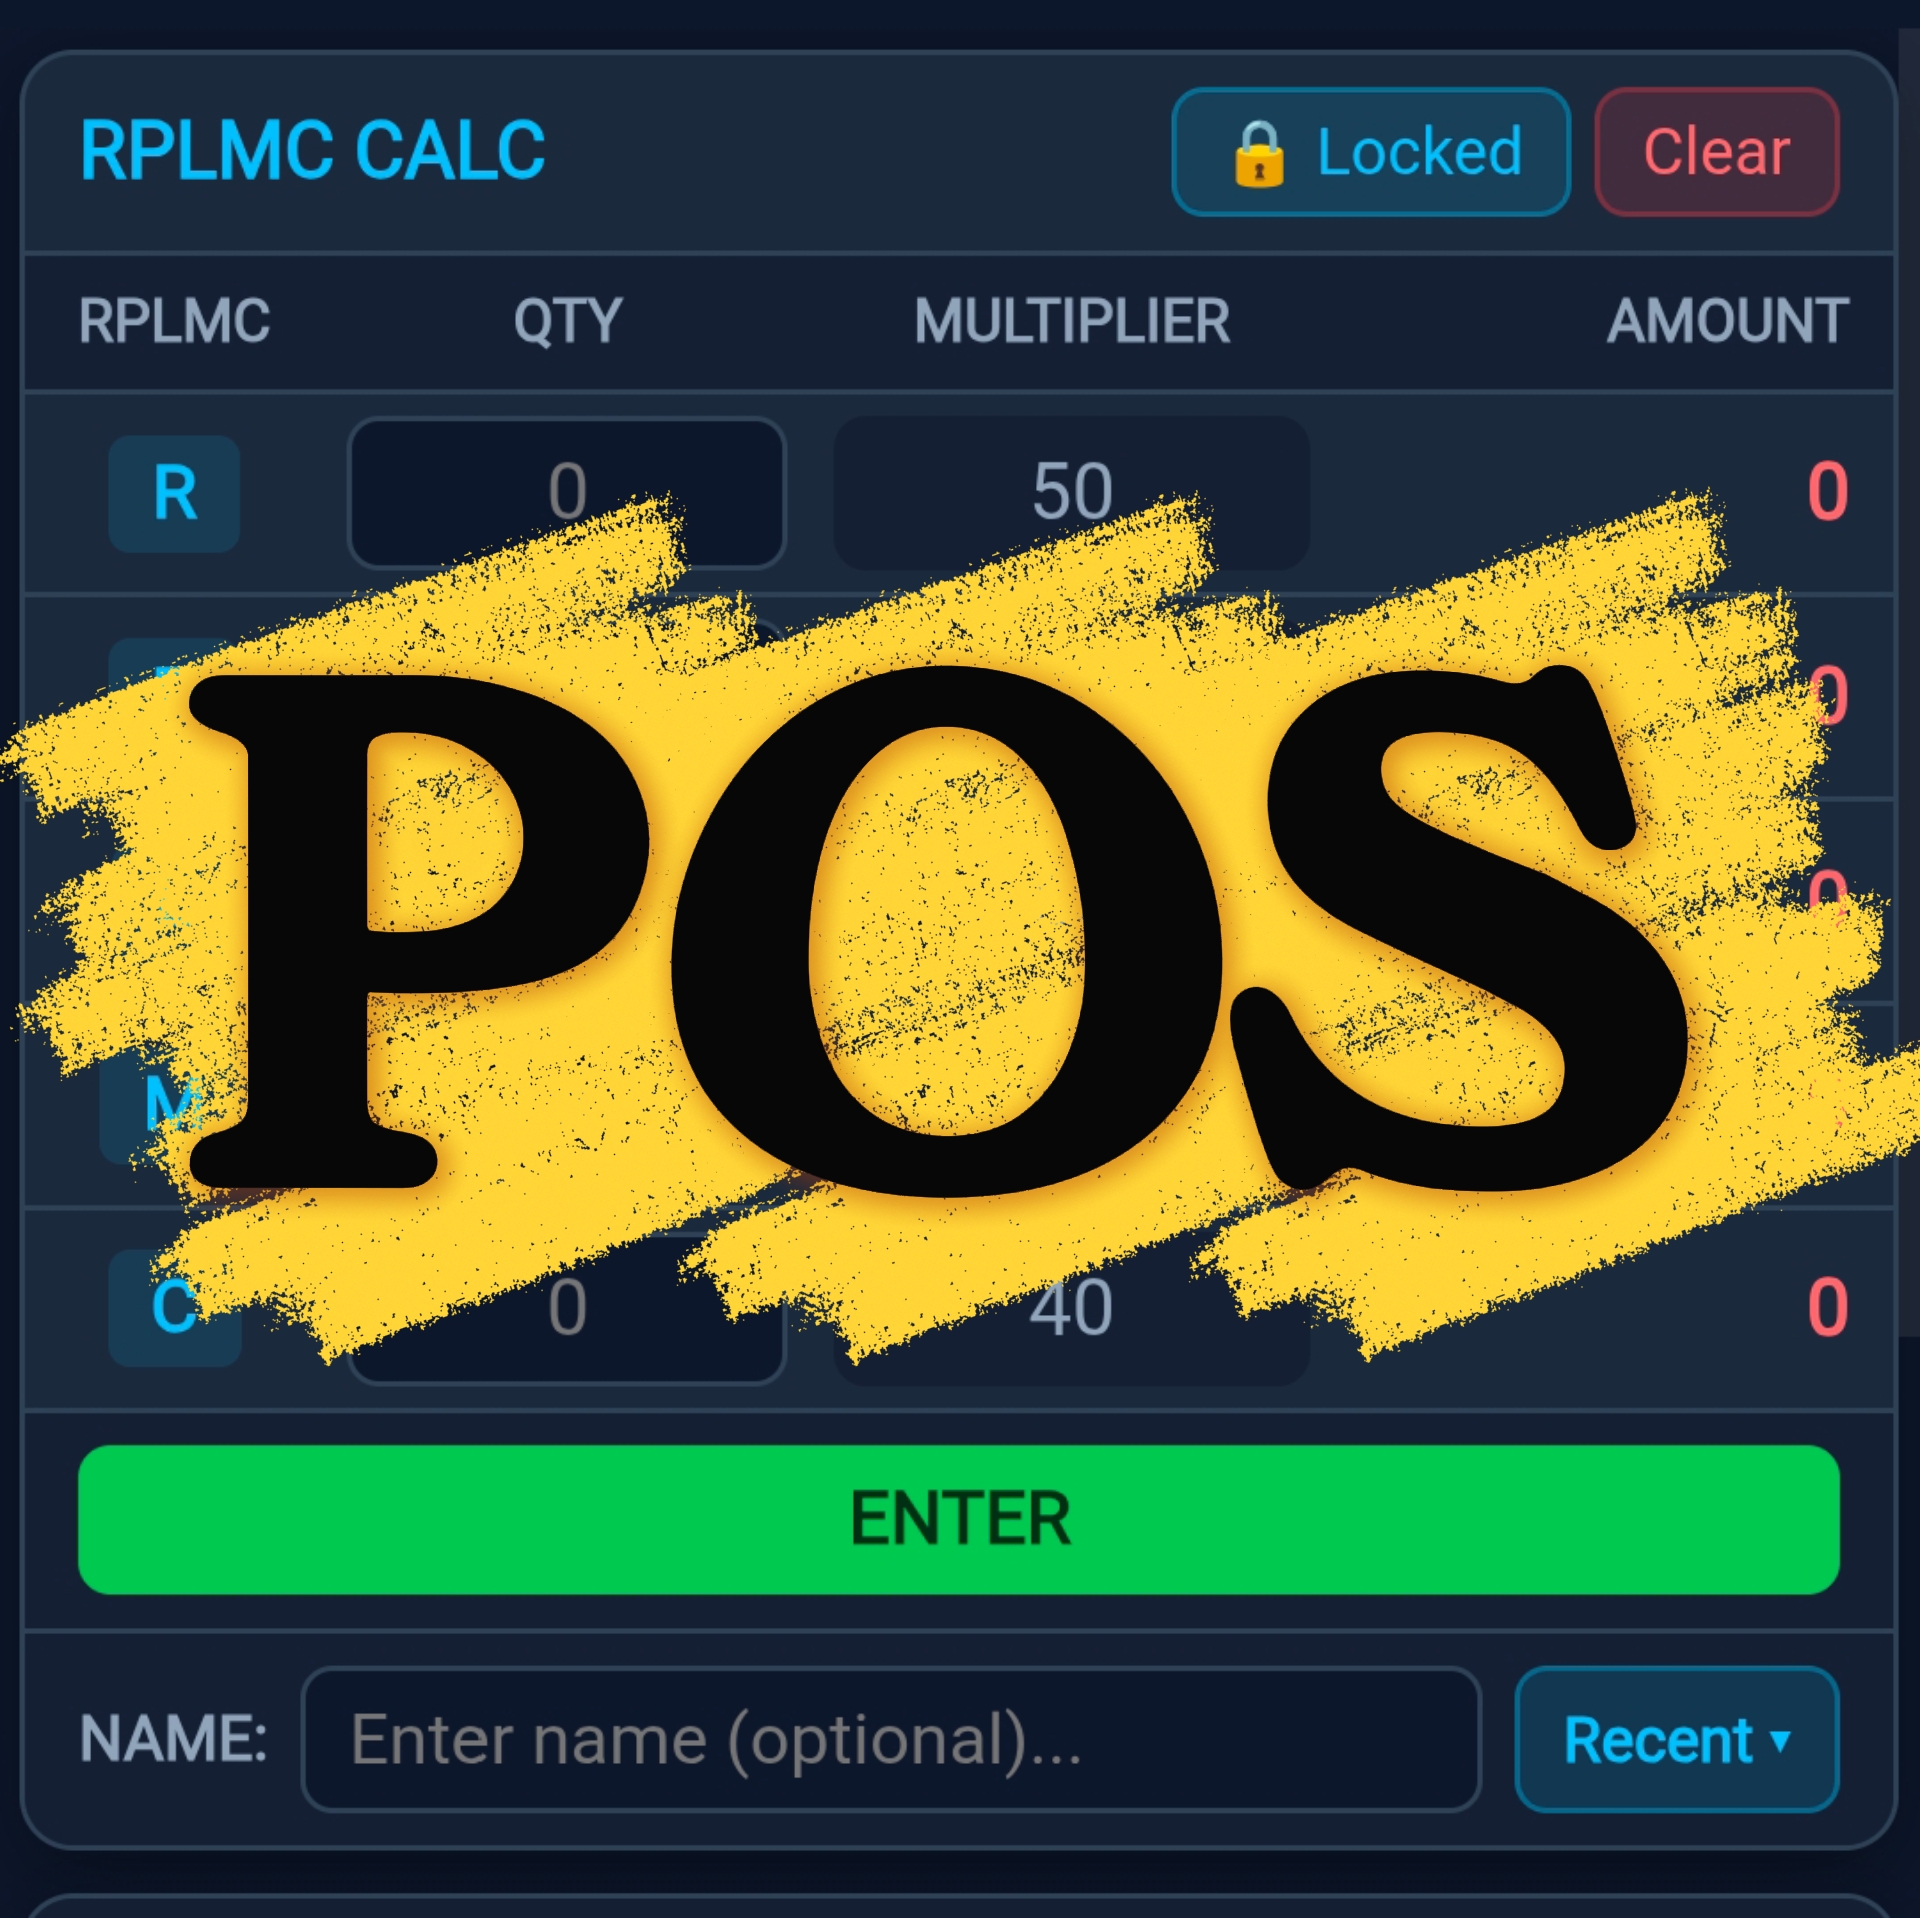 RPLMC CALC
🔒 Locked
Clear
RPLMC QTY MULTIPLIER AMOUNT
R 0 50 0
0
POS
0
M
C 0 40 0
ENTER
NAME: Enter name (optional)... Recent ▾